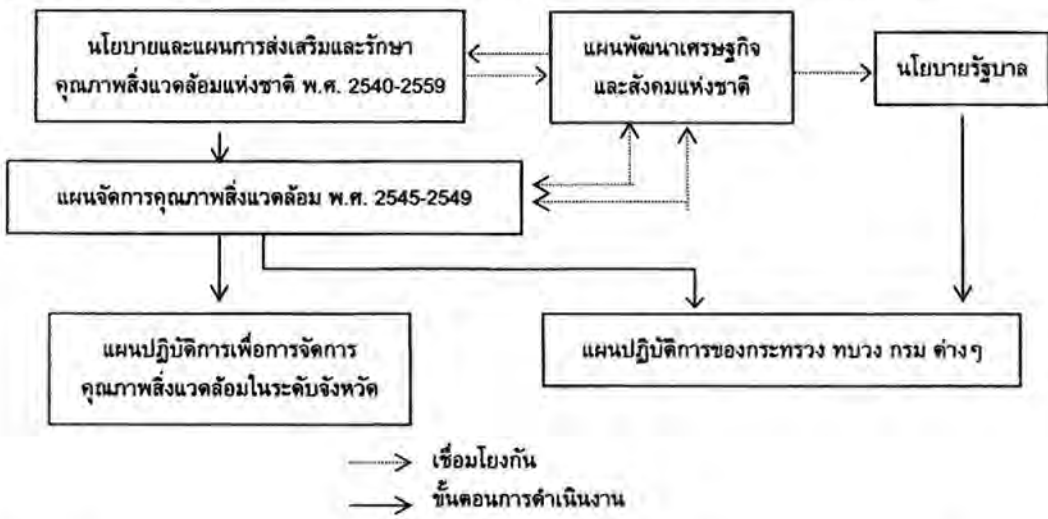 นโยบายและแผนการส่งเสริมและรักษา
คุณภาพสิ่งแวดล้อมแห่งชาติ พ.ศ. 2540-2559
แผนพัฒนาเศรษฐกิจ
และสังคมแห่งชาติ
นโยบายรัฐบาล
แผนจัดการคุณภาพสิ่งแวดล้อม พ.ศ. 2545-2549
แผนปฏิบัติการเพื่อการจัดการ
คุณภาพสิ่งแวดล้อมในระดับจังหวัด
แผนปฏิบัติการของกระทรวง ทบวง กรม ต่างๆ
เชื่อมโยงกัน
ขั้นตอนการดำเนินงาน